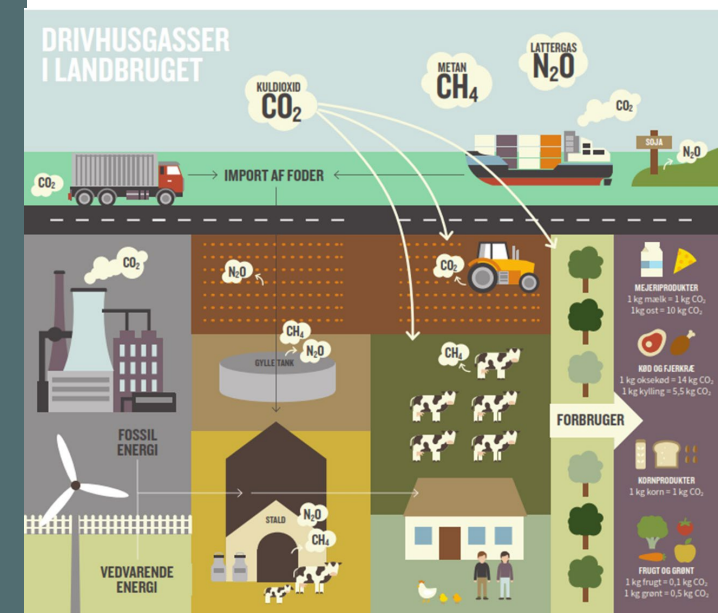 DRIVHUSGASSER
I LANDBRUGET
KULDIOXID
CO₂
METAN
CH₄
LATTERGAS
N₂O
CO₂
SOJA
N₂O
CO₂
IMPORT AF FODER
CO₂
N₂O
CO₂
MEJERIPRODUKTER
1 kg mælk = 1 kg CO₂
1kg ost = 10 kg CO₂
CH₄
N₂O
GYLLETANK
CH₄
KØD OG FJERKRÆ
1 kg oksekød = 14 kg CO₂
1 kg kylling = 5,5 kg CO₂
FORBRUGER
FOSSIL
ENERGI
KORNPRODUKTER
1 kg korn = 1 kg CO₂
STALD
N₂O
CH₄
VEDVARENDE
ENERGI
FRUGT OG GRØNT
1 kg frugt = 0,1 kg CO₂
1 kg grønt = 0,5 kg CO₂